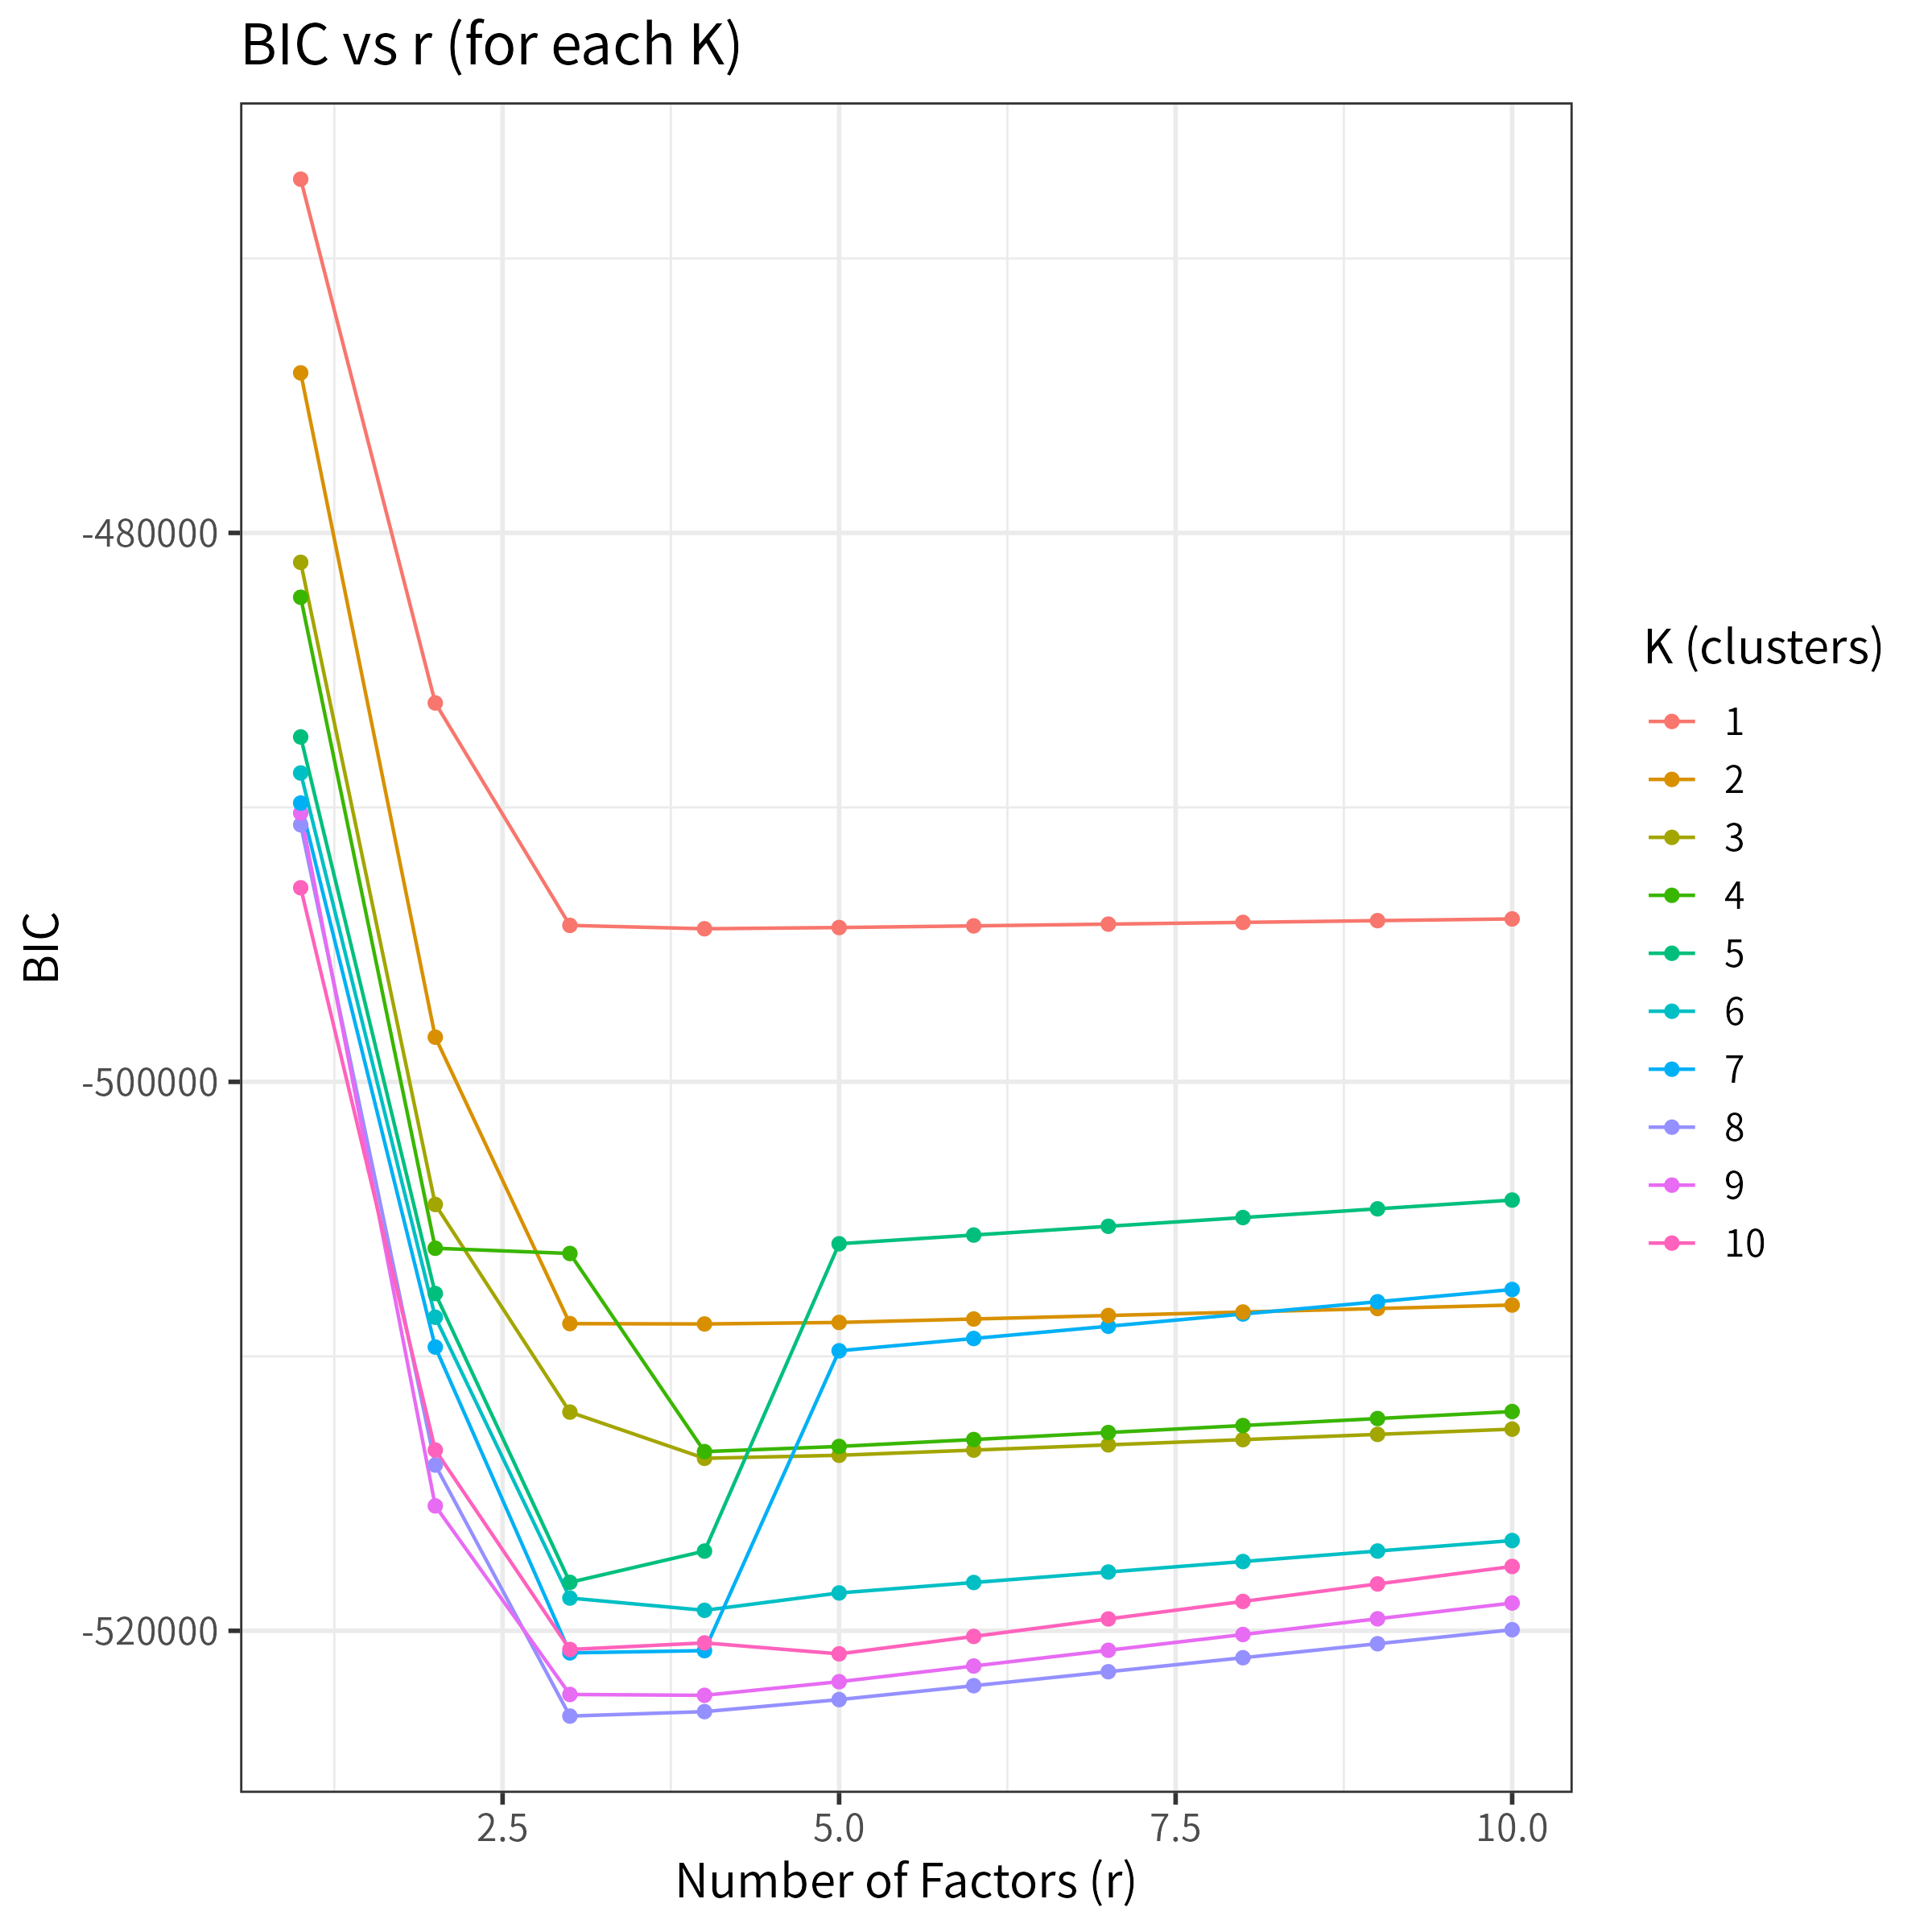 BIC vs r (for each K)
BIC
-480000
-500000
-520000
2.5 5.0 7.5 10.0
Number of Factors (r)
K (clusters)
1
2
3
4
5
6
7
8
9
10